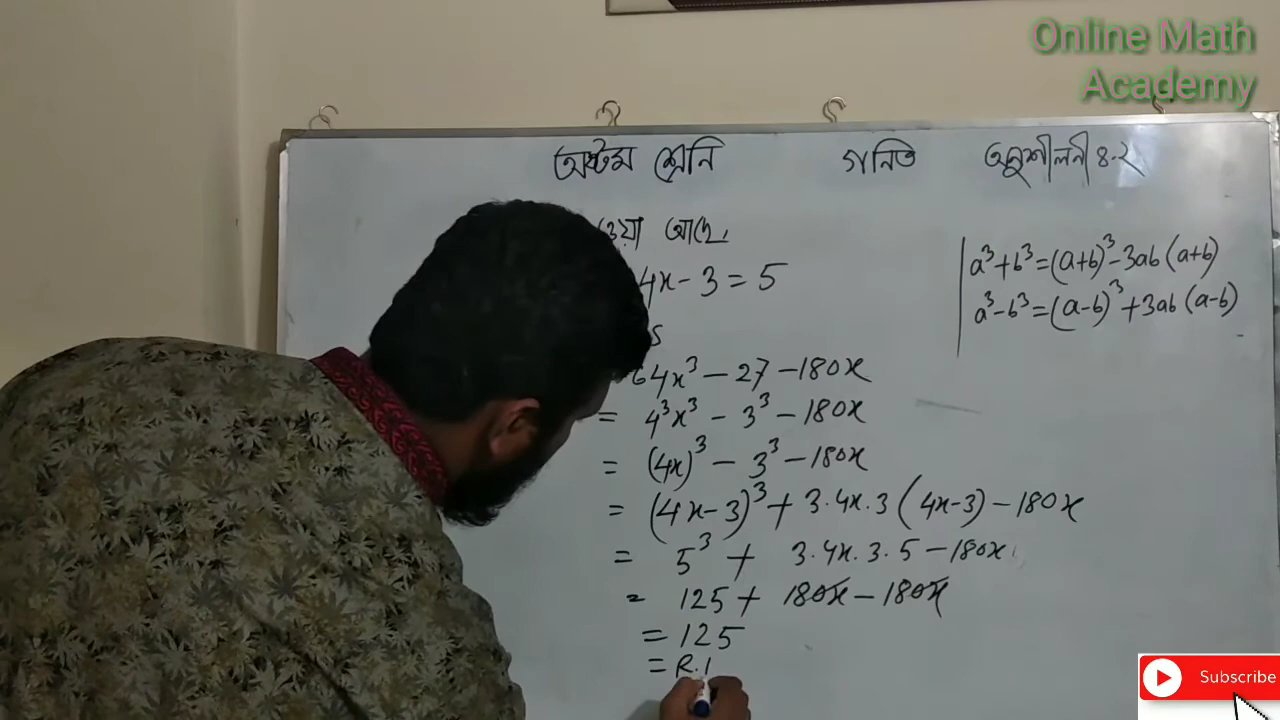 Online Math
Academy
অষ্টম শ্রেনি গনিত অনুশীলনী ৪.২
আছে,
4x - 3 = 5
64x³ - 27 - 180x
= 4³x³ - 3³ - 180x
= (4x)³ - 3³ - 180x
= (4x-3)³ + 3·4x·3 (4x-3) - 180x
= 5³ + 3·4x·3·5 - 180x
= 125 + 180x - 180x
= 125
= R.
a³+b³=(a+b)³-3ab(a+b)
a³-b³=(a-b)³+3ab(a-b)
Subscribe